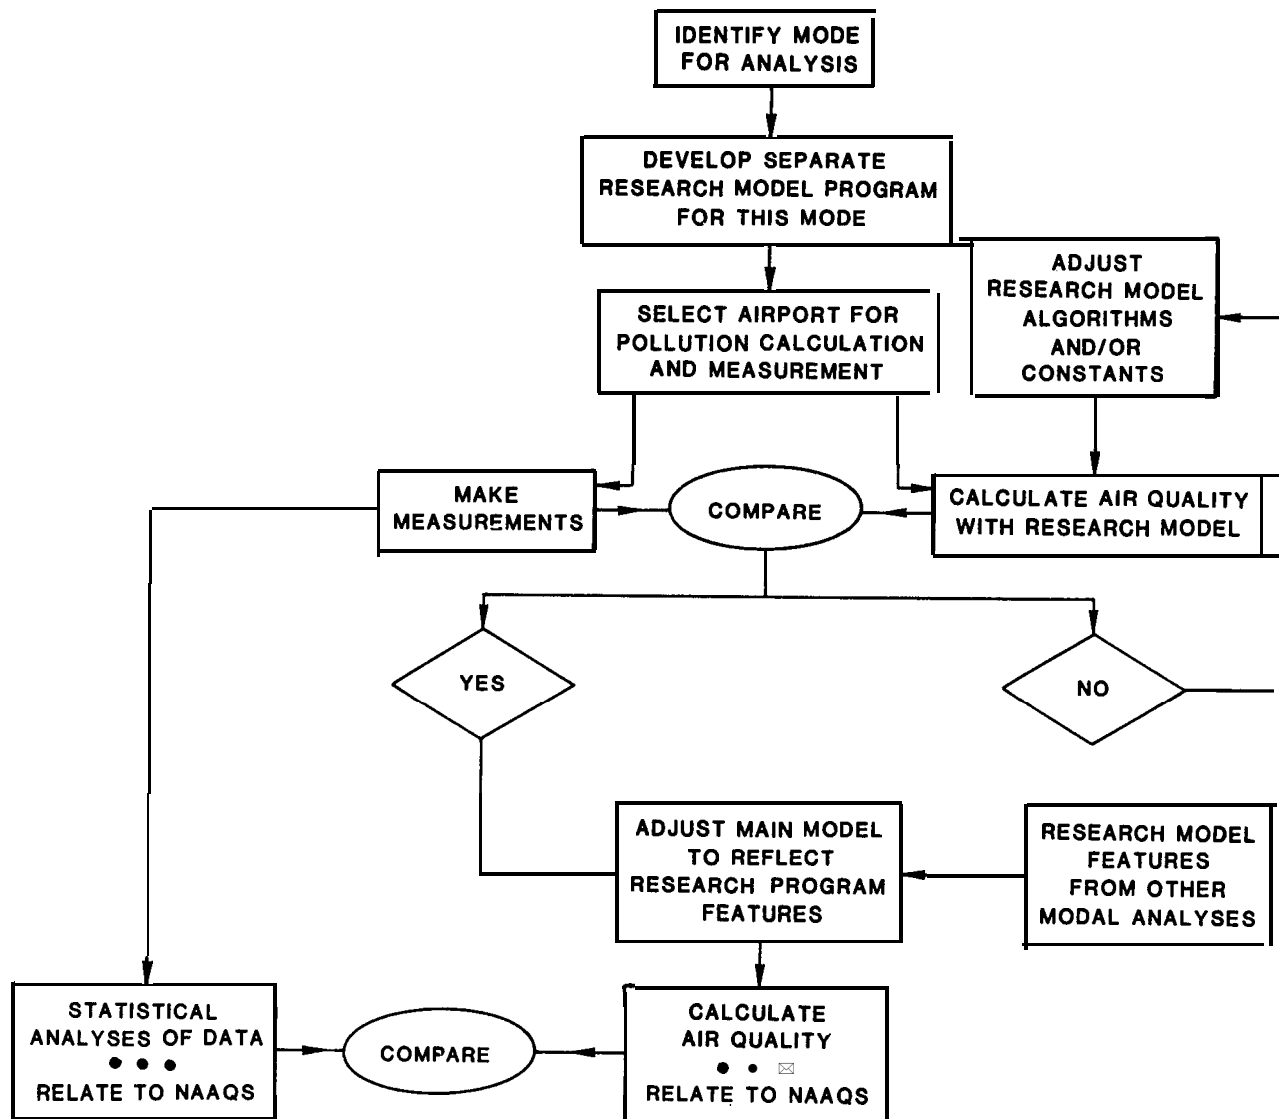 IDENTIFY MODE
FOR ANALYSIS
DEVELOP SEPARATE
RESEARCH MODEL PROGRAM
FOR THIS MODE
ADJUST
RESEARCH MODEL
ALGORITHMS
AND/OR
CONSTANTS
SELECT AIRPORT FOR
POLLUTION CALCULATION
AND MEASUREMENT
MAKE
MEASUREMENTS
COMPARE
CALCULATE AIR QUALITY
WITH RESEARCH MODEL
YES
NO
ADJUST MAIN MODEL
TO REFLECT
RESEARCH PROGRAM
FEATURES
RESEARCH MODEL
FEATURES
FROM OTHER
MODAL ANALYSES
STATISTICAL
ANALYSES OF DATA
● ● ●
RELATE TO NAAQS
COMPARE
CALCULATE
AIR QUALITY
● • ✉
RELATE TO NAAQS